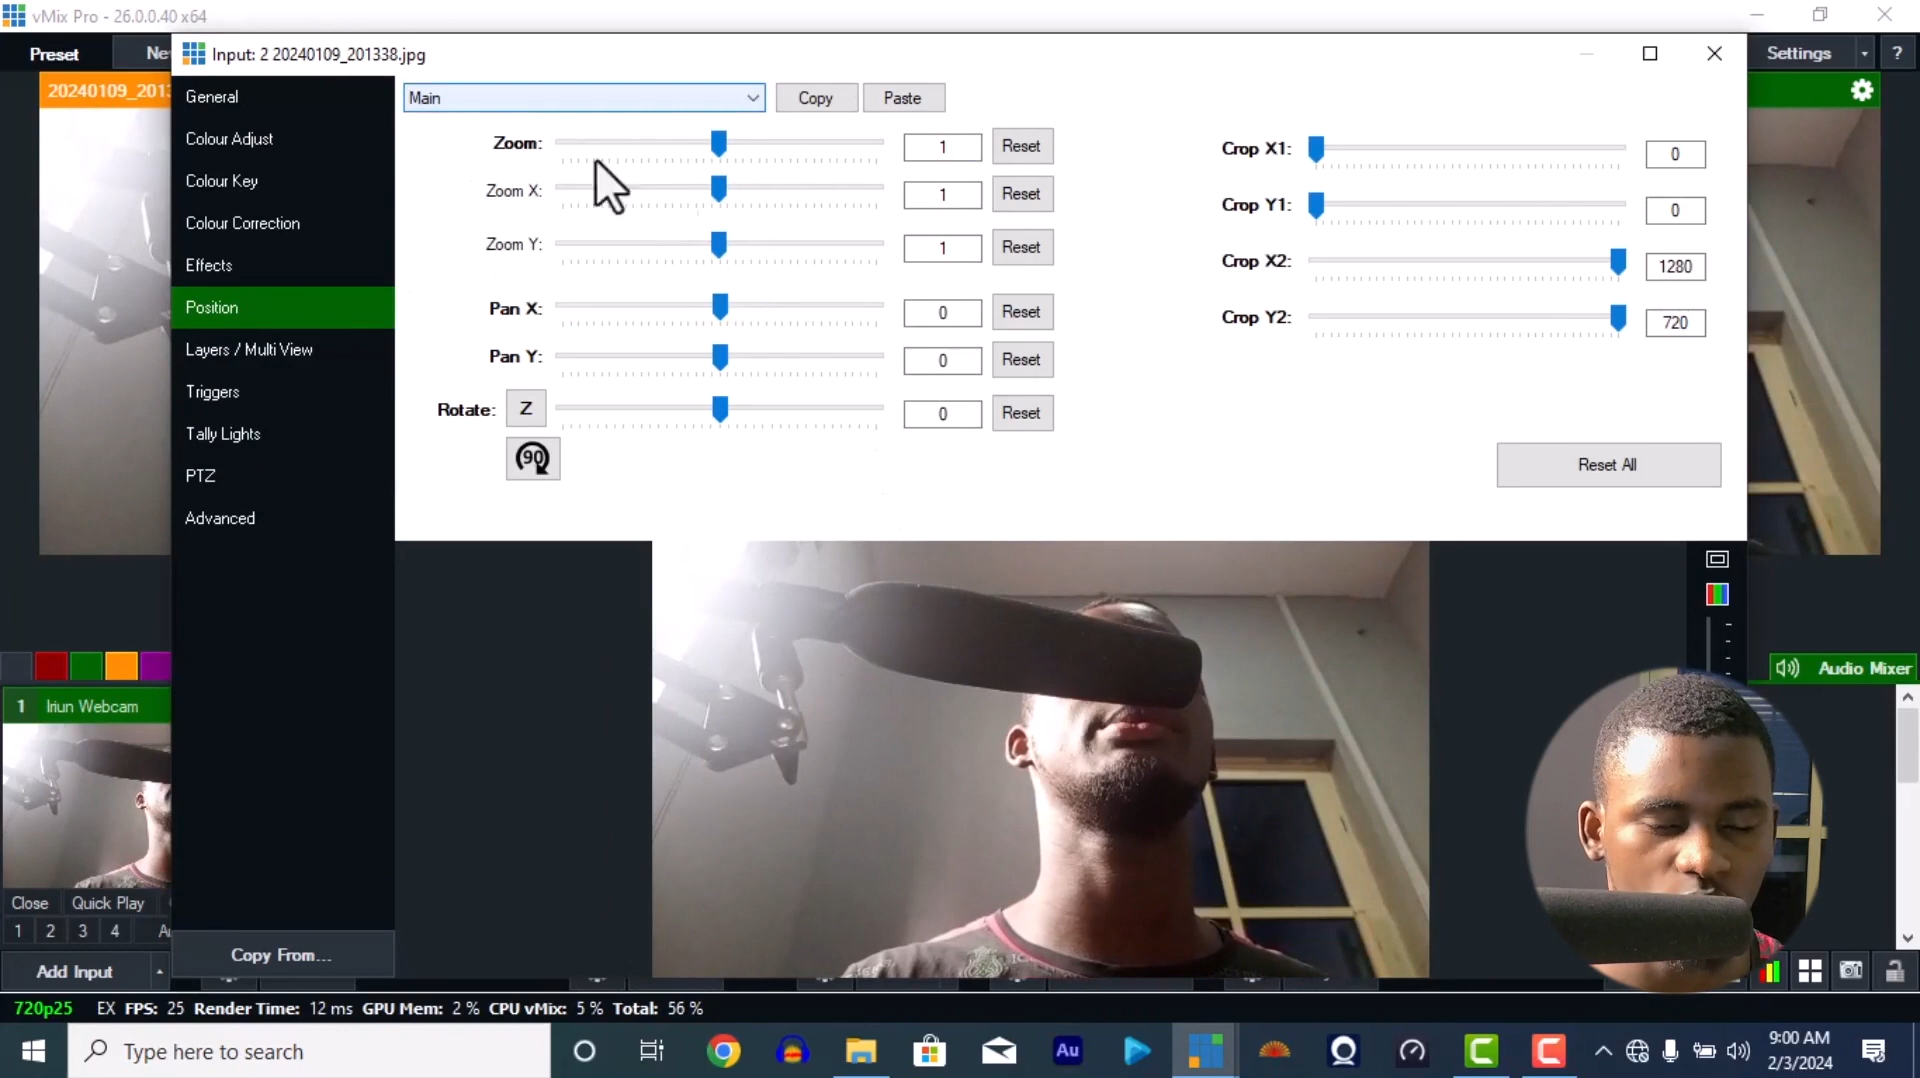 vMix Pro - 26.0.0.40 x64
Preset
Ne
Settings
?
Input: 2 20240109_201338.jpg
20240109_201
General
Colour Adjust
Colour Key
Colour Correction
Effects
Position
Layers / Multi View
Triggers
Tally Lights
PTZ
Advanced
Copy From...
Main
Copy
Paste
Zoom:
1
Reset
Zoom X:
1
Reset
Zoom Y:
1
Reset
Pan X:
0
Reset
Pan Y:
0
Reset
Rotate:
Z
0
Reset
90
Crop X1:
0
Crop Y1:
0
Crop X2:
1280
Crop Y2:
720
Reset All
Audio Mixer
1 Iriun Webcam
Close Quick Play
1 2 3 4
Add Input
720p25 EX FPS: 25 Render Time: 12 ms GPU Mem: 2 % CPU vMix: 5 % Total: 56 %
Type here to search
Au
9:00 AM
2/3/2024